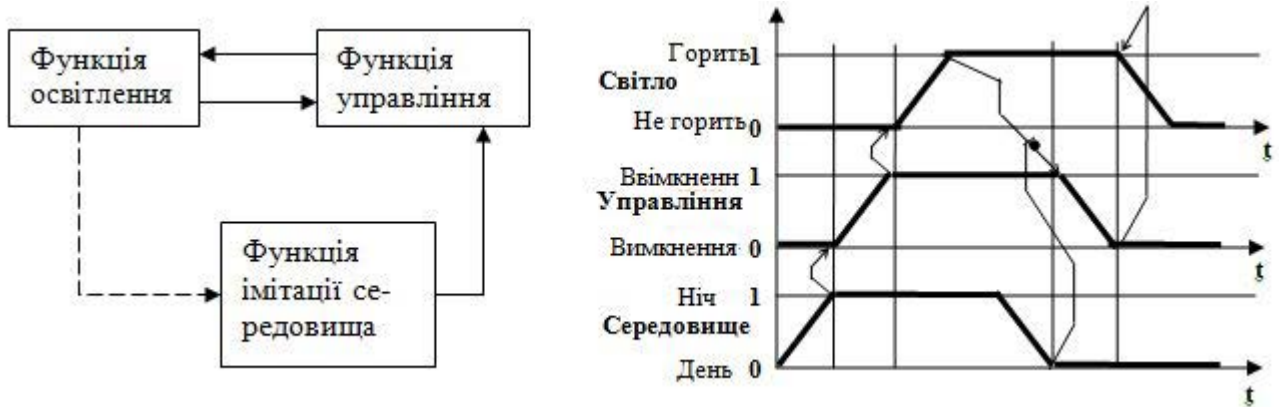 Функція
освітлення
Функція
управління
Функція
імітації се-
редовища
Горить 1
Світло
Не горить 0
t
Ввімкненн 1
Управління
Вимкнення 0
t
Ніч 1
Середовище
День 0
t